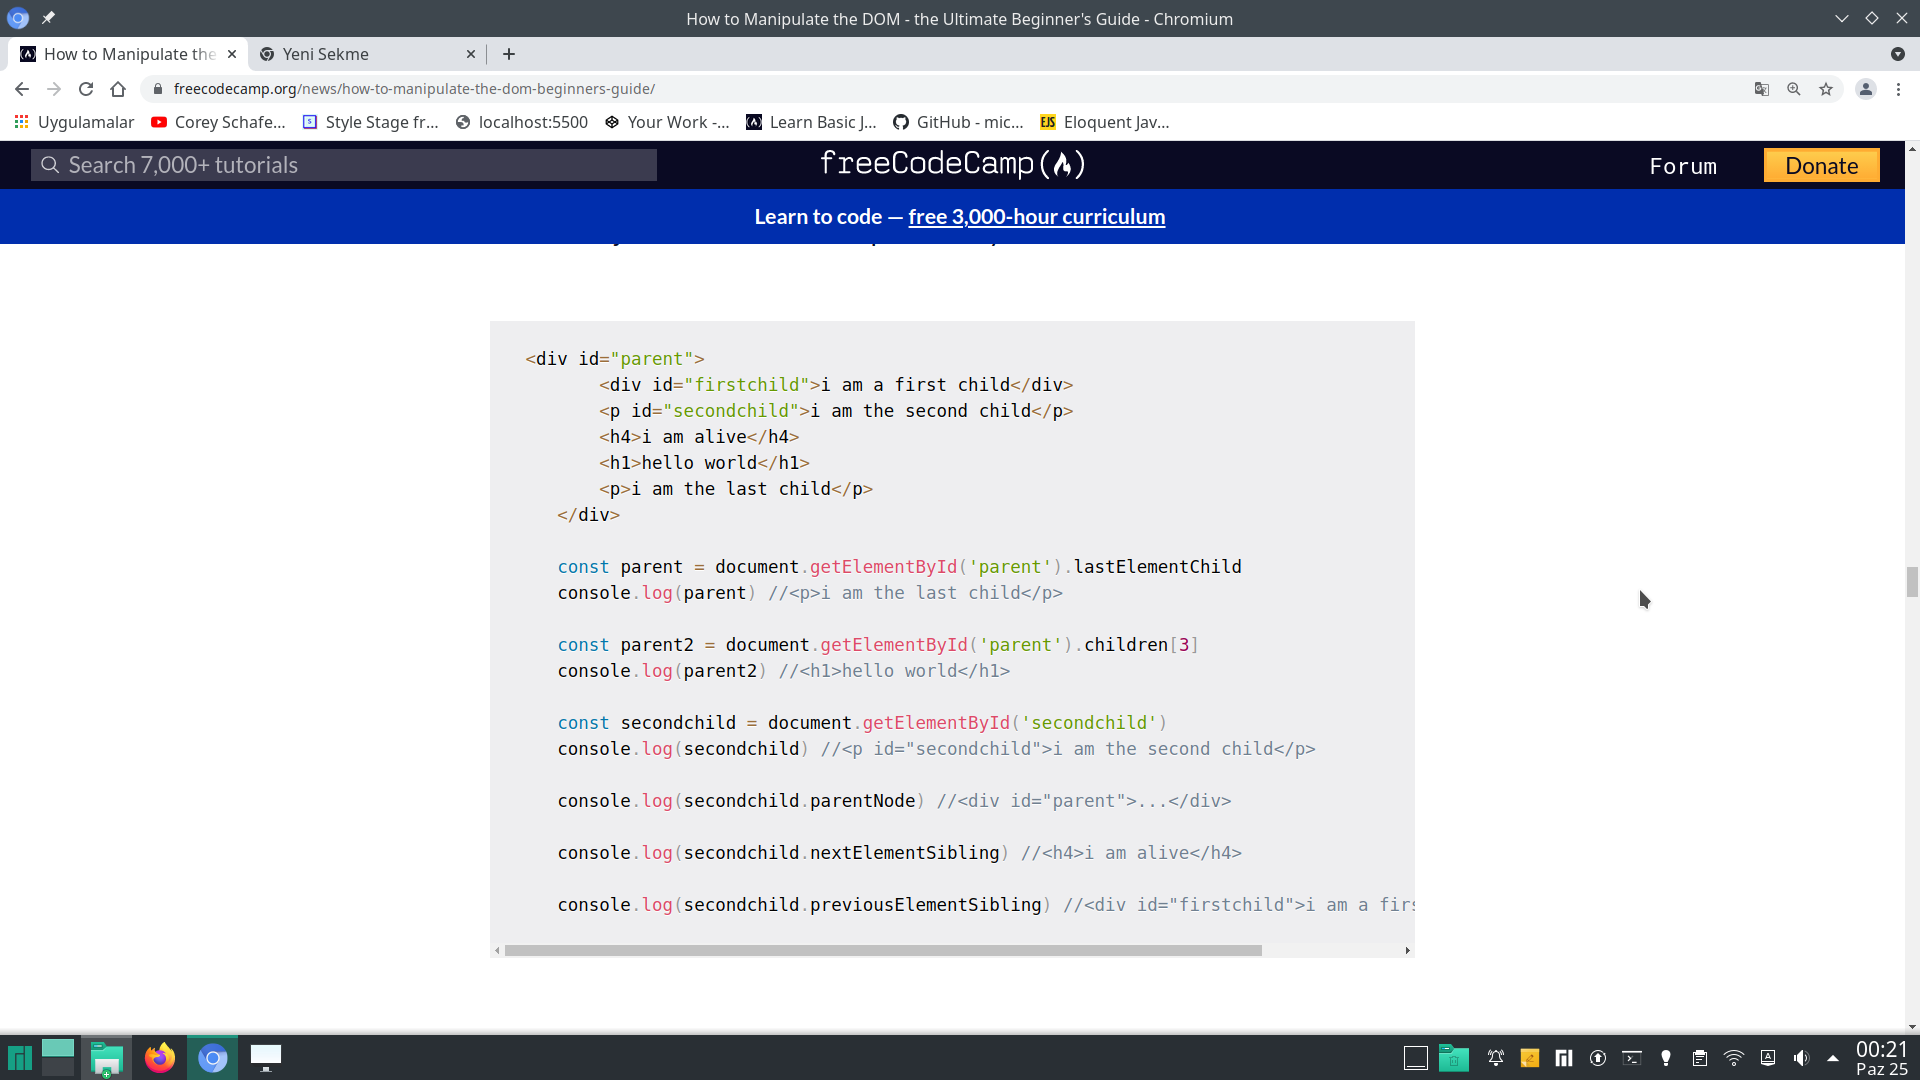 How to Manipulate the DOM - the Ultimate Beginner's Guide - Chromium
How to Manipulate the
Yeni Sekme
freecodecamp.org/news/how-to-manipulate-the-dom-beginners-guide/
Uygulamalar
Corey Schafe...
Style Stage fr...
localhost:5500
Your Work -...
Learn Basic J...
GitHub - mic...
EJS
Eloquent Jav...
Search 7,000+ tutorials
freeCodeCamp
Forum
Donate
Learn to code — free 3,000-hour curriculum
<div id="parent">
<div id="firstchild">i am a first child</div>
<p id="secondchild">i am the second child</p>
<h4>i am alive</h4>
<h1>hello world</h1>
<p>i am the last child</p>
</div>
const parent = document.getElementById('parent').lastElementChild
console.log(parent) //<p>i am the last child</p>
const parent2 = document.getElementById('parent').children[3]
console.log(parent2) //<h1>hello world</h1>
const secondchild = document.getElementById('secondchild')
console.log(secondchild) //<p id="secondchild">i am the second child</p>
console.log(secondchild.parentNode) //<div id="parent">...</div>
console.log(secondchild.nextElementSibling) //<h4>i am alive</h4>
console.log(secondchild.previousElementSibling) //<div id="firstchild">i am a firs
00:21
Paz 25